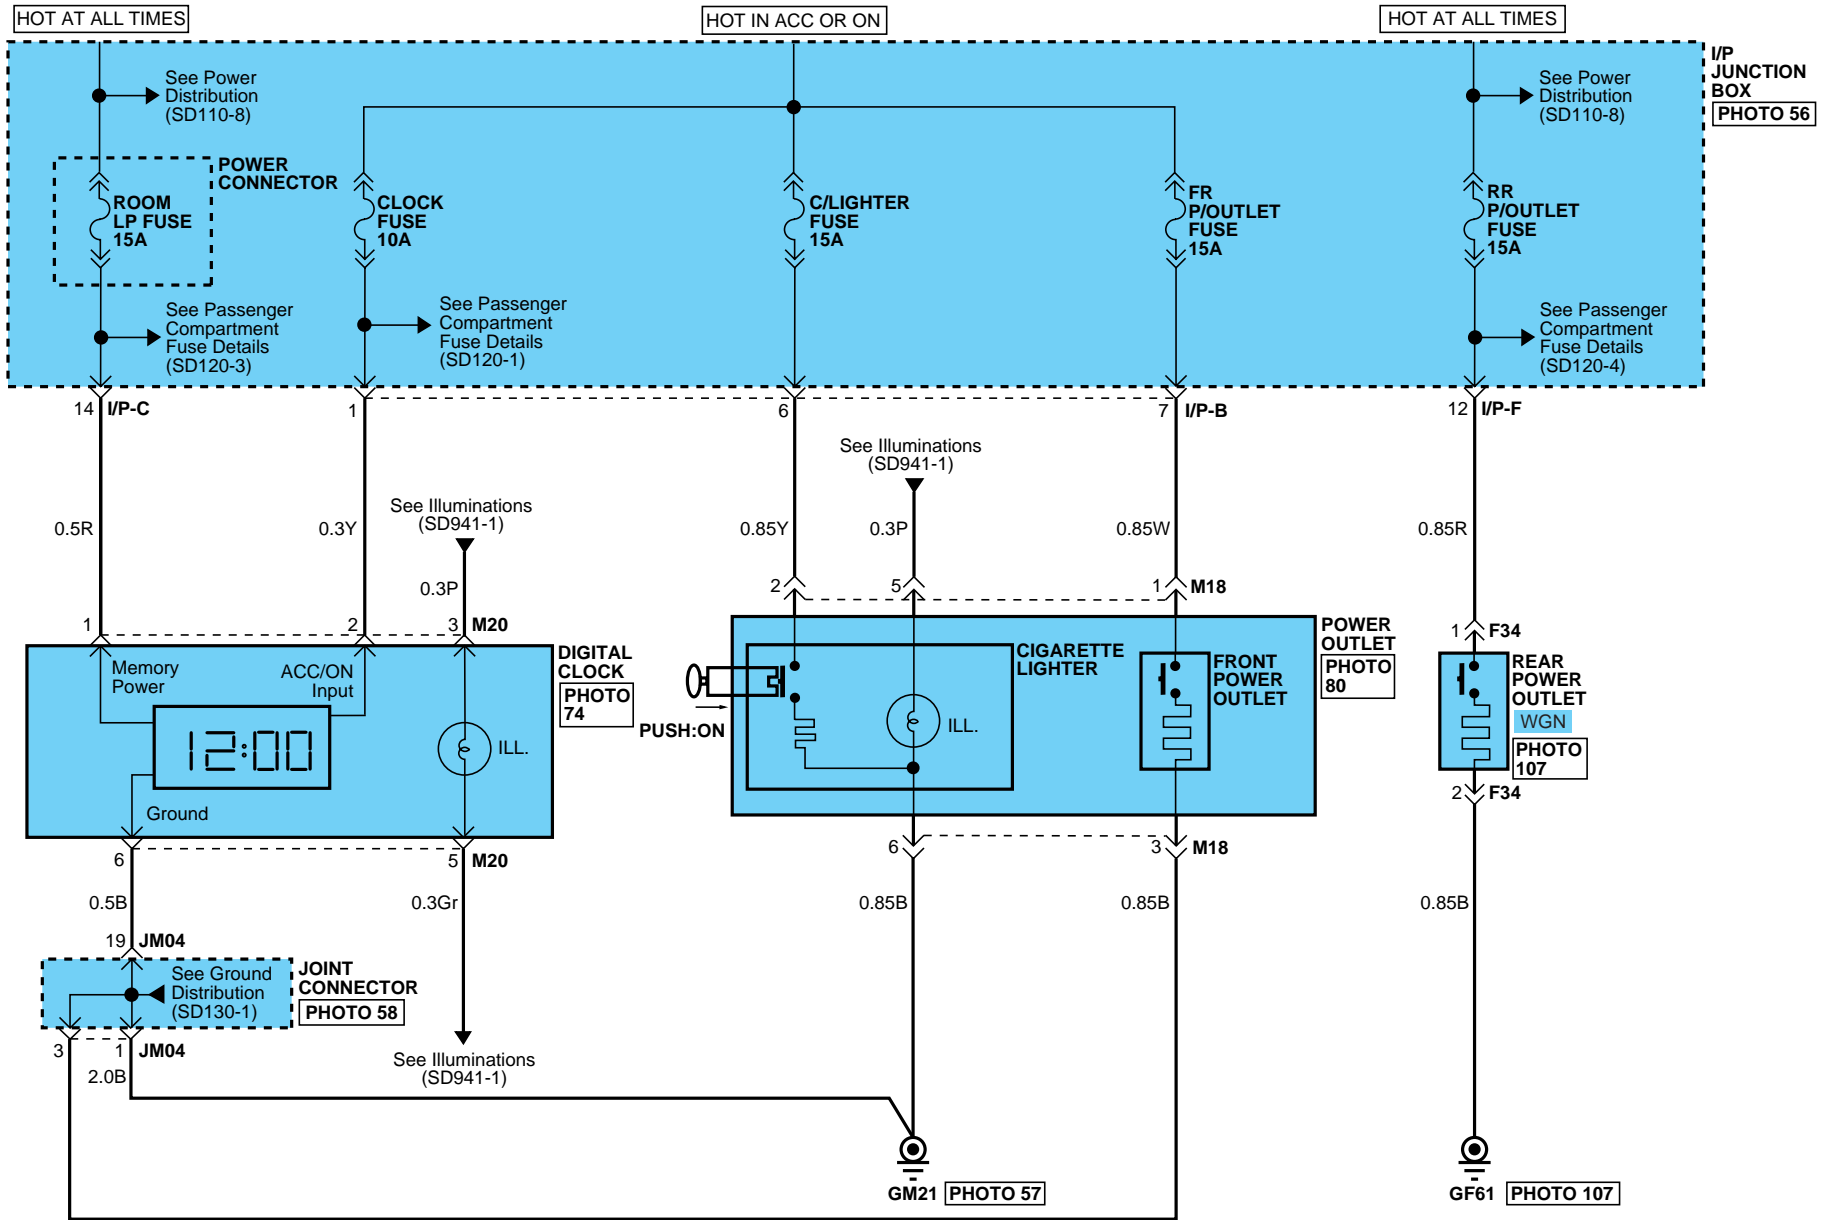 HOT AT ALL TIMES
HOT IN ACC OR ON
HOT AT ALL TIMES
I/P
JUNCTION
BOX
PHOTO 56
See Power
Distribution
(SD110-8)
See Power
Distribution
(SD110-8)
POWER
CONNECTOR
ROOM
LP FUSE
15A
CLOCK
FUSE
10A
C/LIGHTER
FUSE
15A
FR
P/OUTLET
FUSE
15A
RR
P/OUTLET
FUSE
15A
See Passenger
Compartment
Fuse Details
(SD120-3)
See Passenger
Compartment
Fuse Details
(SD120-1)
See Passenger
Compartment
Fuse Details
(SD120-4)
14 I/P-C
1
6
7 I/P-B
12 I/P-F
See Illuminations
(SD941-1)
See Illuminations
(SD941-1)
0.5R
0.3Y
0.85Y
0.3P
0.85W
0.85R
0.3P
2
5
1 M18
1
2
3 M20
1 F34
DIGITAL
CLOCK
PHOTO
74
Memory
Power
ACC/ON
Input
12:00
ILL.
Ground
PUSH:ON
CIGARETTE
LIGHTER
ILL.
FRONT
POWER
OUTLET
POWER
OUTLET
PHOTO
80
REAR
POWER
OUTLET
WGN
PHOTO
107
2 F34
6
5 M20
6
3 M18
0.5B
0.3Gr
0.85B
0.85B
0.85B
19 JM04
See Ground
Distribution
(SD130-1)
JOINT
CONNECTOR
PHOTO 58
3
1 JM04
2.0B
See Illuminations
(SD941-1)
GM21 PHOTO 57
GF61 PHOTO 107